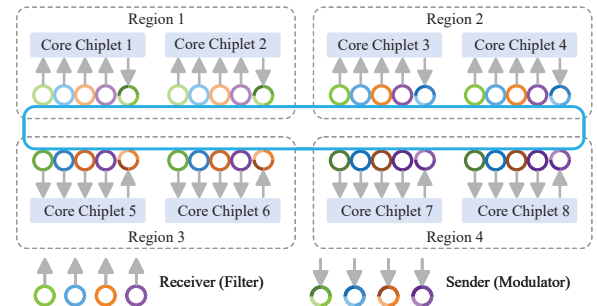 Region 1
Region 2
Core Chiplet 1
Core Chiplet 2
Core Chiplet 3
Core Chiplet 4
Core Chiplet 5
Core Chiplet 6
Core Chiplet 7
Core Chiplet 8
Region 3
Region 4
Receiver (Filter)
Sender (Modulator)